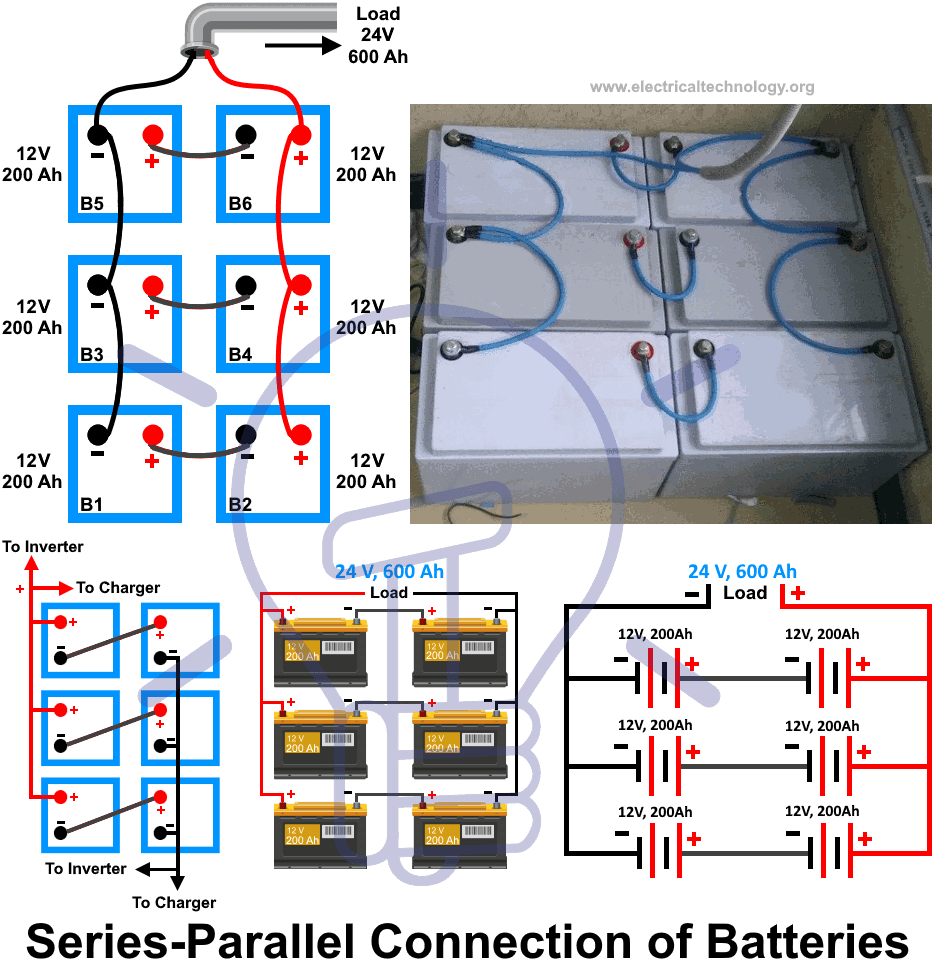 Load
24V
600 Ah
www.electricaltechnology.org
12V
200 Ah
- + - +
B5 B6
12V
200 Ah
12V
200 Ah
- + - +
B3 B4
12V
200 Ah
12V
200 Ah
- + - +
B1 B2
12V
200 Ah
To Inverter
+ To Charger
+
+
-
-
+
+
-
-
+
+
-
-
To Inverter
To Charger
24 V, 600 Ah
Load
+ - + -
12 V
200 Ah
12 V
200 Ah
+ - + -
12 V
200 Ah
12 V
200 Ah
+ - + -
12 V
200 Ah
12 V
200 Ah
24 V, 600 Ah
- Load +
12V, 200Ah 12V, 200Ah
- + - +
12V, 200Ah 12V, 200Ah
- + - +
12V, 200Ah 12V, 200Ah
- + - +
Series-Parallel Connection of Batteries